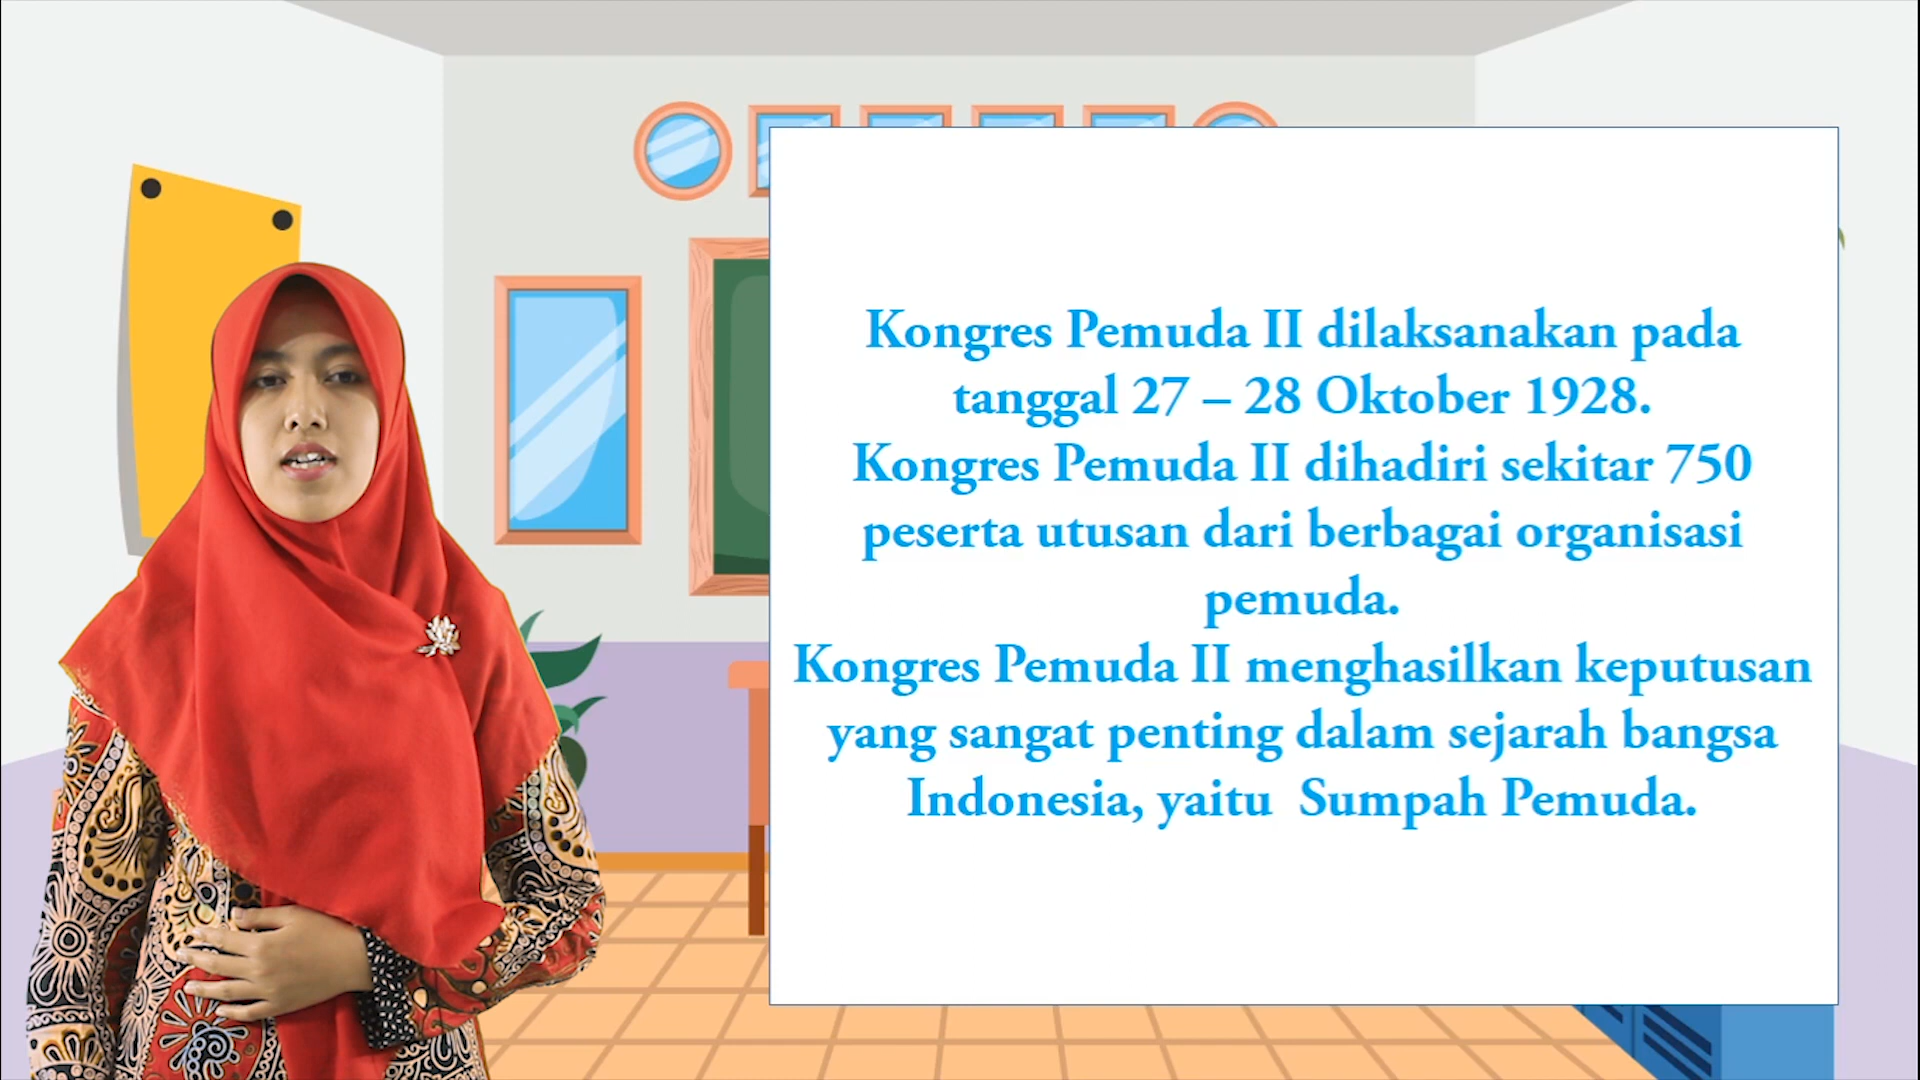 Kongres Pemuda II dilaksanakan pada
tanggal 27 – 28 Oktober 1928.
Kongres Pemuda II dihadiri sekitar 750
peserta utusan dari berbagai organisasi
pemuda.
Kongres Pemuda II menghasilkan keputusan
yang sangat penting dalam sejarah bangsa
Indonesia, yaitu  Sumpah Pemuda.